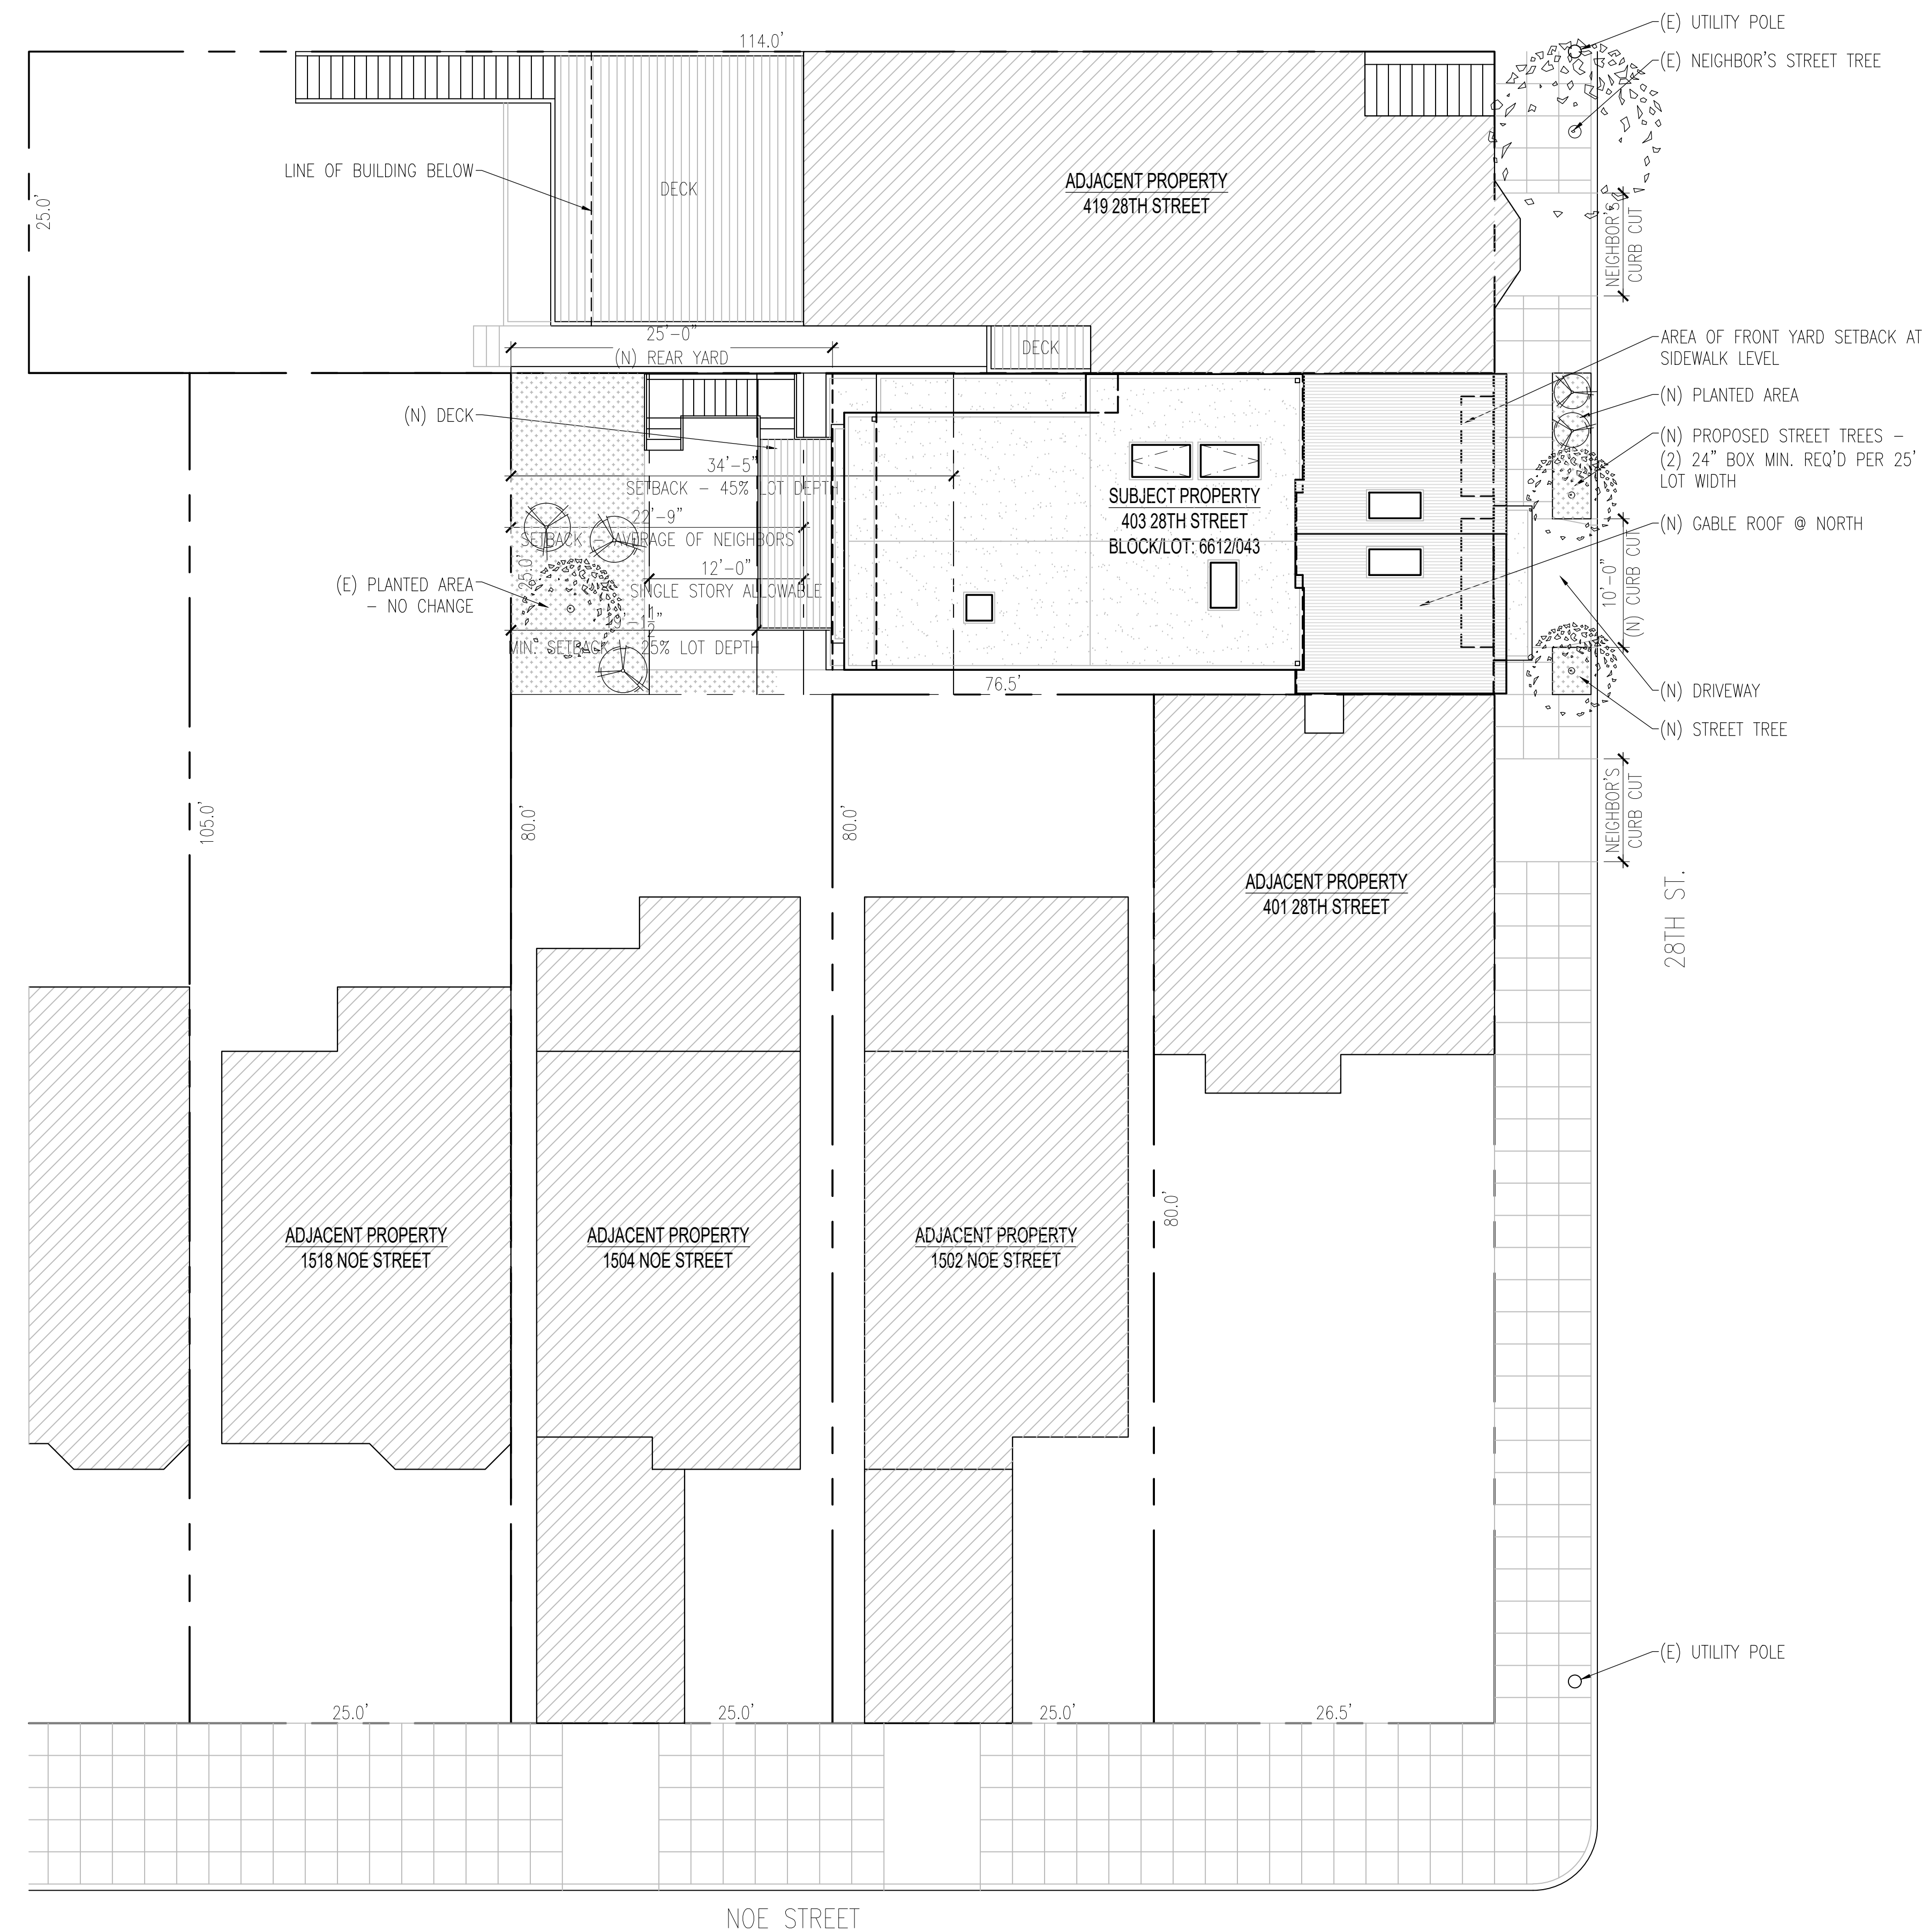 (E) UTILITY POLE
114.0'
(E) NEIGHBOR'S STREET TREE
LINE OF BUILDING BELOW
DECK
ADJACENT PROPERTY
419 28TH STREET
25.0'
NEIGHBOR'S
CURB CUT
25'-0"
(N) REAR YARD
DECK
AREA OF FRONT YARD SETBACK AT
SIDEWALK LEVEL
(N) PLANTED AREA
(N) DECK
(N) PROPOSED STREET TREES –
(2) 24" BOX MIN. REQ'D PER 25'
LOT WIDTH
34'-5"
SETBACK – 45% LOT DEPTH
SUBJECT PROPERTY
403 28TH STREET
BLOCK/LOT: 6612/043
22'-9"
SETBACK – AVERAGE OF NEIGHBORS
(N) GABLE ROOF @ NORTH
25.0'
12'-0"
SINGLE STORY ALLOWABLE
(E) PLANTED AREA
– NO CHANGE
10'-0"
(N) CURB CUT
19'-1 1/2"
MIN. SETBACK – 25% LOT DEPTH
76.5'
(N) DRIVEWAY
(N) STREET TREE
105.0'
80.0'
80.0'
NEIGHBOR'S
CURB CUT
ADJACENT PROPERTY
401 28TH STREET
28TH ST.
80.0'
ADJACENT PROPERTY
1518 NOE STREET
ADJACENT PROPERTY
1504 NOE STREET
ADJACENT PROPERTY
1502 NOE STREET
(E) UTILITY POLE
25.0'
25.0'
25.0'
26.5'
NOE STREET